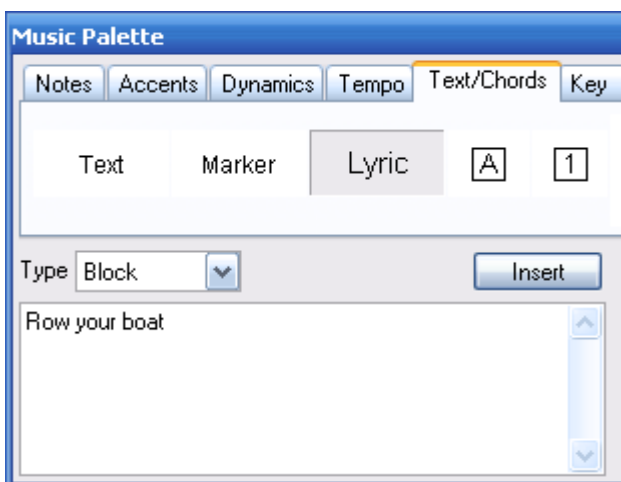 Music Palette
Notes Accents Dynamics Tempo Text/Chords Key
Text Marker Lyric A 1
Type Block Insert
Row your boat